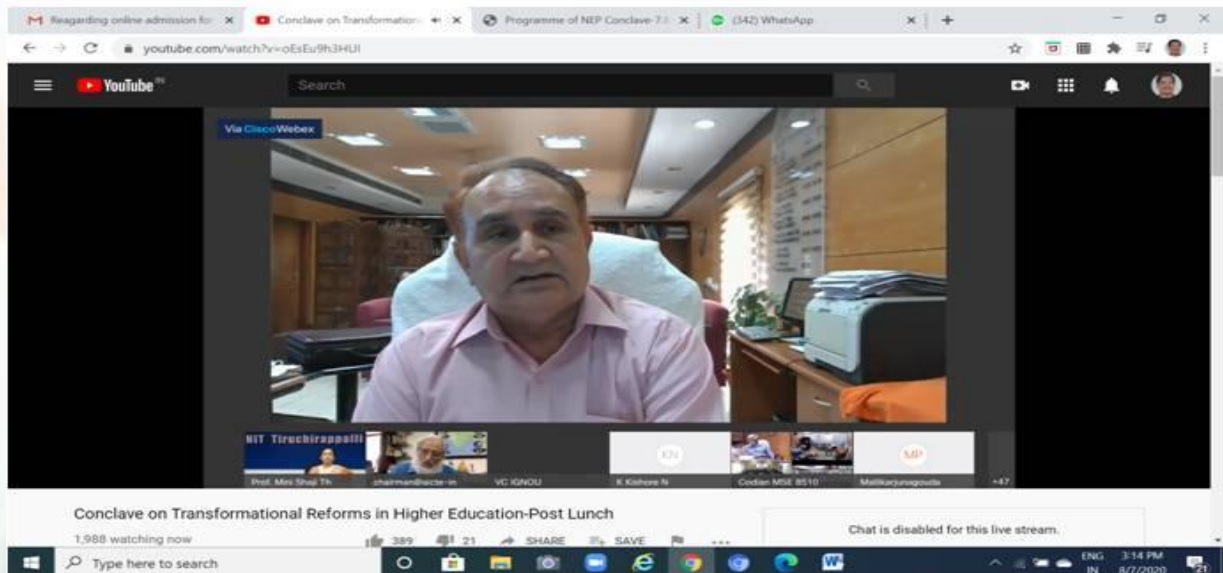 Reagarding online admission for
Conclave on Transformation
Programme of NEP Conclave-7.
(342) WhatsApp
youtube.com/watch?v=oEsEu9h3HUI
YouTube IN
Search
Via Cisco Webex
NIT Tiruchirappalli
KN
MP
Prof. Mini Shaji Th
chairman@aicte-in
VC IGNOU
K Kishore N
Codian MSE 8510
Mallikarjunagouda
+47
Conclave on Transformational Reforms in Higher Education-Post Lunch
1,988 watching now
389
21
SHARE
SAVE
Chat is disabled for this live stream.
Type here to search
ENG
IN
3:14 PM
8/7/2020
21